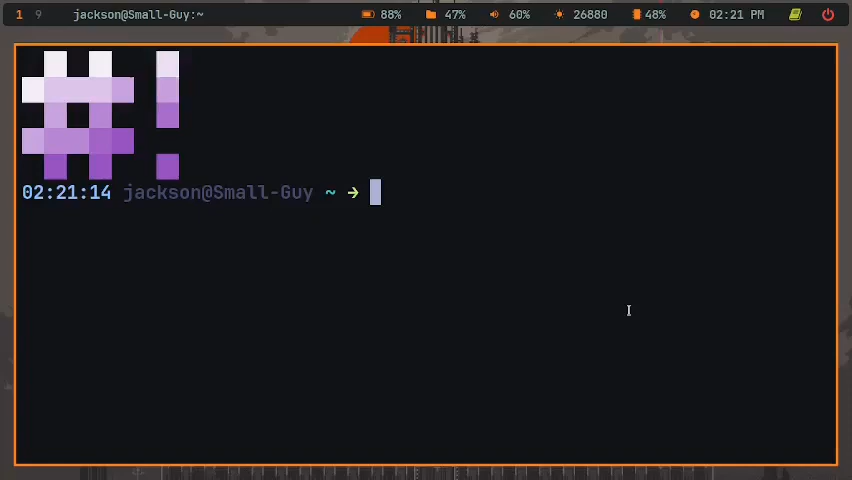 1 9 jackson@Small-Guy:~ 88% 47% 60% 26880 48% 02:21 PM
#!
02:21:14 jackson@Small-Guy ~ →